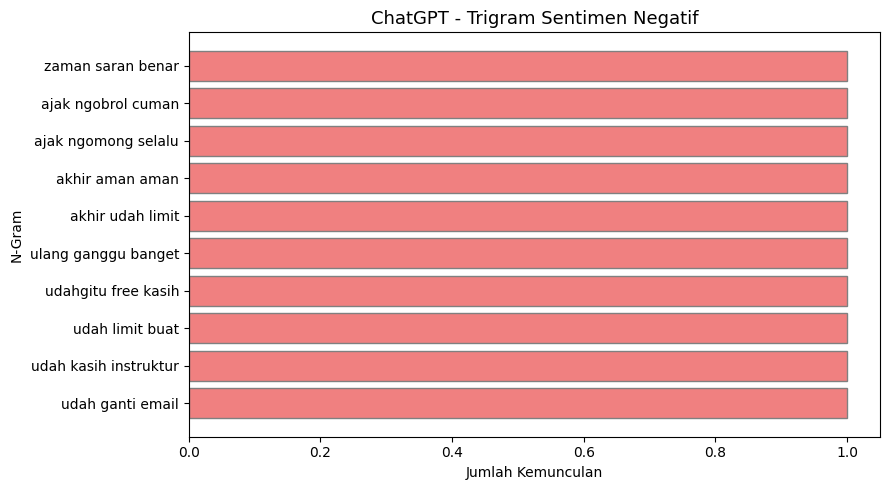 ChatGPT - Trigram Sentimen Negatif
N-Gram
zaman saran benar
ajak ngobrol cuman
ajak ngomong selalu
akhir aman aman
akhir udah limit
ulang ganggu banget
udahgitu free kasih
udah limit buat
udah kasih instruktur
udah ganti email
0.0 0.2 0.4 0.6 0.8 1.0
Jumlah Kemunculan